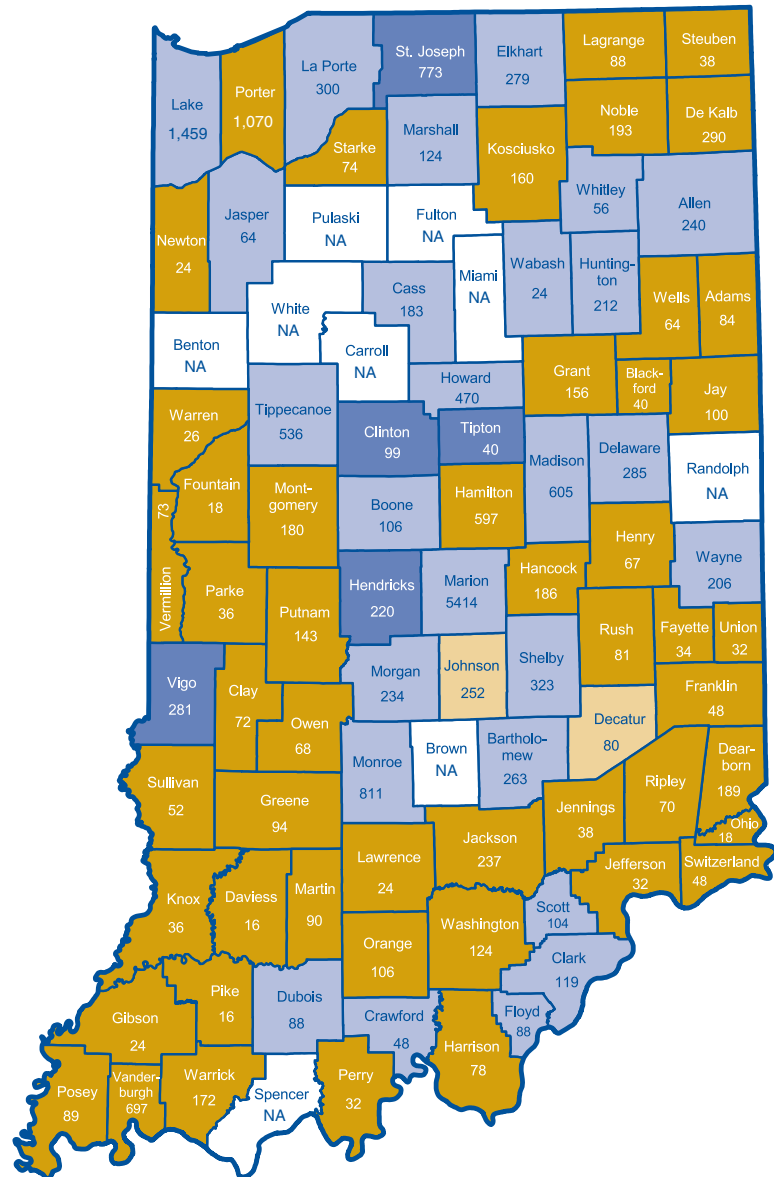 St. Joseph
773
Elkhart
279
Lagrange
88
Steuben
38
La Porte
300
Porter
1,070
Lake
1,459
Noble
193
De Kalb
290
Marshall
124
Starke
74
Kosciusko
160
Whitley
56
Allen
240
Jasper
64
Pulaski
NA
Fulton
NA
Newton
24
Miami
NA
Wabash
24
Hunting-
ton
212
Cass
183
Wells
64
Adams
84
White
NA
Benton
NA
Carroll
NA
Grant
156
Black-
ford
40
Jay
100
Howard
470
Tippecanoe
536
Warren
26
Clinton
99
Tipton
40
Madison
605
Delaware
285
Randolph
NA
Fountain
18
Mont-
gomery
180
Boone
106
Hamilton
597
Henry
67
Wayne
206
Vermillion
73
Parke
36
Putnam
143
Hendricks
220
Marion
5414
Hancock
186
Rush
81
Fayette
34
Union
32
Vigo
281
Clay
72
Owen
68
Morgan
234
Johnson
252
Shelby
323
Franklin
48
Decatur
80
Monroe
811
Brown
NA
Bartholo-
mew
263
Dear-
born
189
Ripley
70
Sullivan
52
Greene
94
Jennings
38
Ohio
18
Jackson
237
Lawrence
24
Jefferson
32
Switzerland
48
Knox
36
Daviess
16
Martin
90
Scott
104
Washington
124
Orange
106
Clark
119
Pike
16
Dubois
88
Crawford
48
Floyd
88
Gibson
24
Harrison
78
Posey
89
Vander-
burgh
697
Warrick
172
Spencer
NA
Perry
32